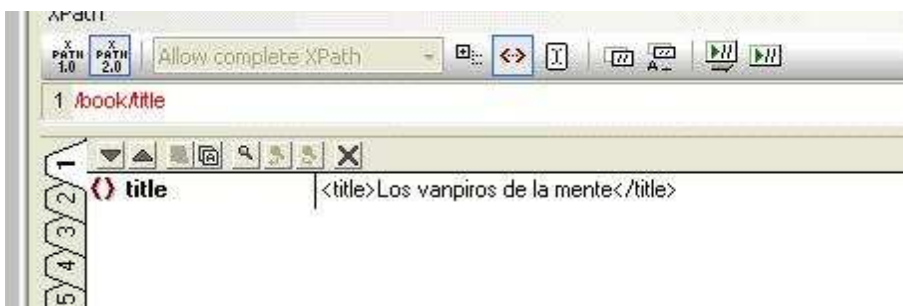 XPath
XPATH 1.0 XPATH 2.0 Allow complete XPath
1 /book/title
1
title <title>Los vanpiros de la mente</title>
2
3
4
5